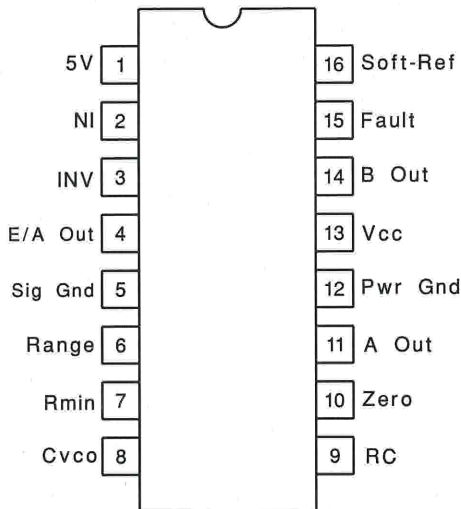 5V 1 16 Soft-Ref
NI 2 15 Fault
INV 3 14 B Out
E/A Out 4 13 Vcc
Sig Gnd 5 12 Pwr Gnd
Range 6 11 A Out
Rmin 7 10 Zero
Cvco 8 9 RC